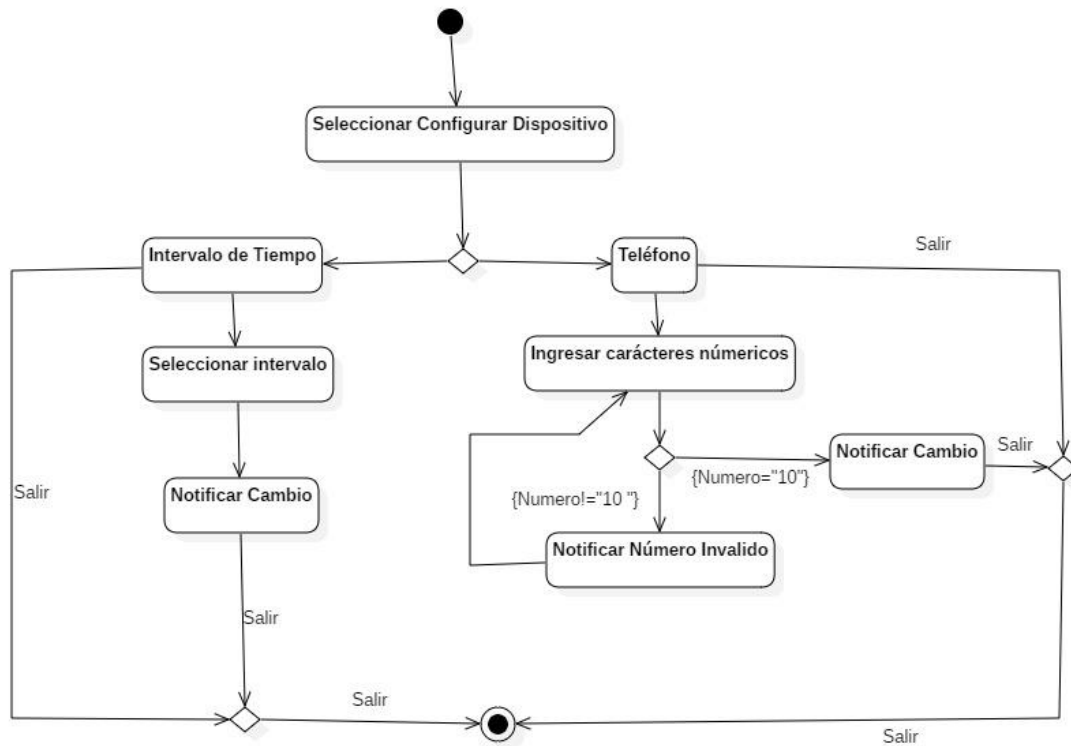 Seleccionar Configurar Dispositivo
Intervalo de Tiempo
Teléfono
Salir
Seleccionar intervalo
Ingresar carácteres númericos
Notificar Cambio
Salir
Salir
Notificar Cambio
{Numero="10"}
{Numero!="10 "}
Notificar Número Invalido
Salir
Salir
Salir